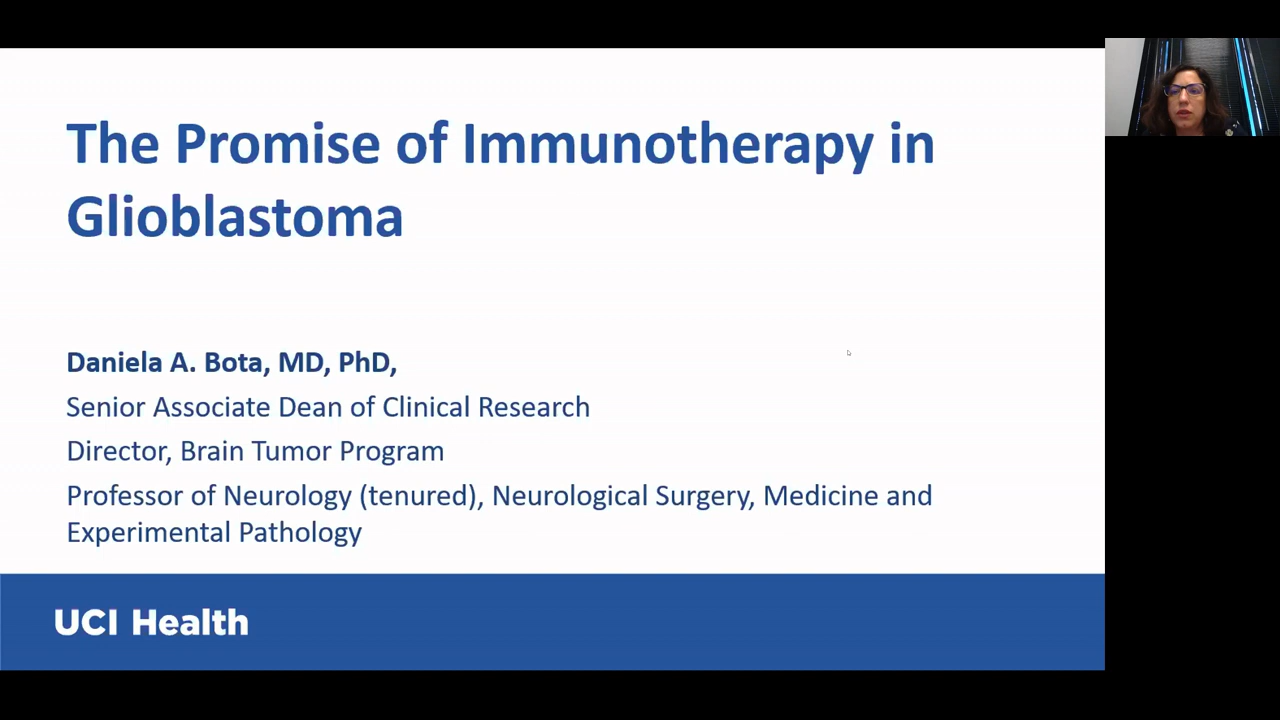 The Promise of Immunotherapy in
Glioblastoma
Daniela A. Bota, MD, PhD,
Senior Associate Dean of Clinical Research
Director, Brain Tumor Program
Professor of Neurology (tenured), Neurological Surgery, Medicine and
Experimental Pathology
UCI Health